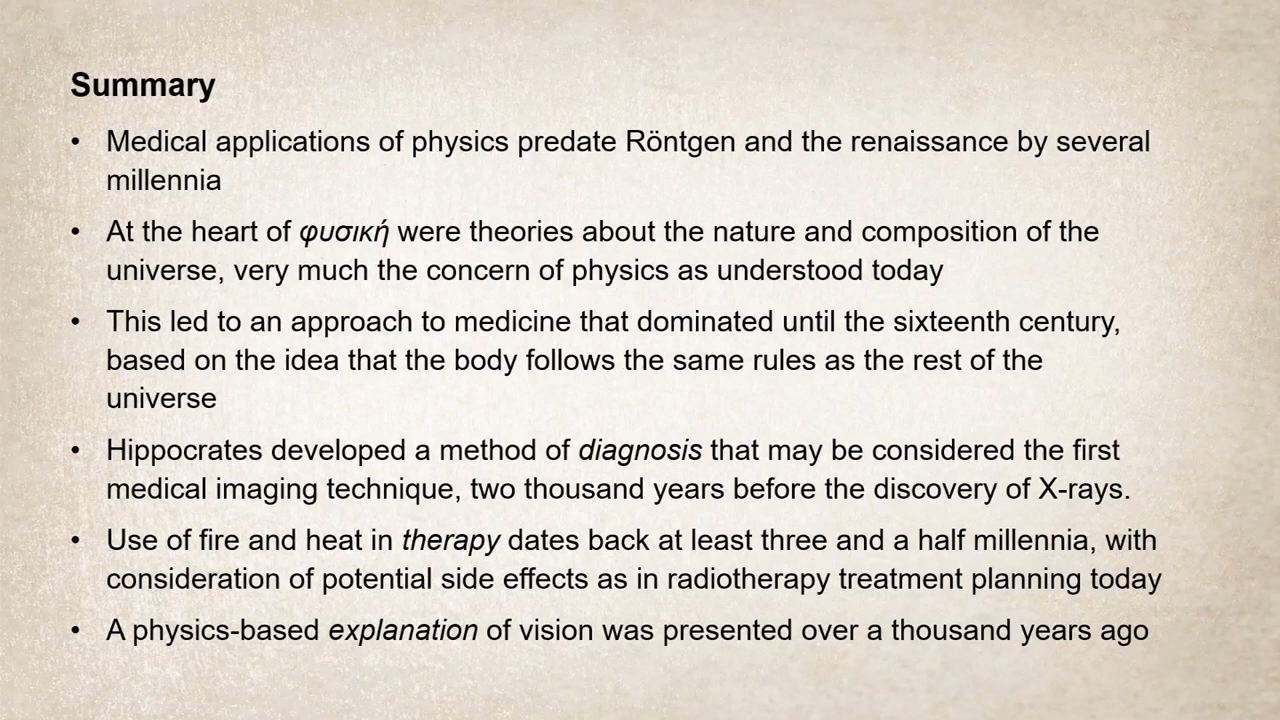 Summary
• Medical applications of physics predate Röntgen and the renaissance by several
millennia
• At the heart of φυσική were theories about the nature and composition of the
universe, very much the concern of physics as understood today
• This led to an approach to medicine that dominated until the sixteenth century,
based on the idea that the body follows the same rules as the rest of the
universe
• Hippocrates developed a method of diagnosis that may be considered the first
medical imaging technique, two thousand years before the discovery of X-rays.
• Use of fire and heat in therapy dates back at least three and a half millennia, with
consideration of potential side effects as in radiotherapy treatment planning today
• A physics-based explanation of vision was presented over a thousand years ago